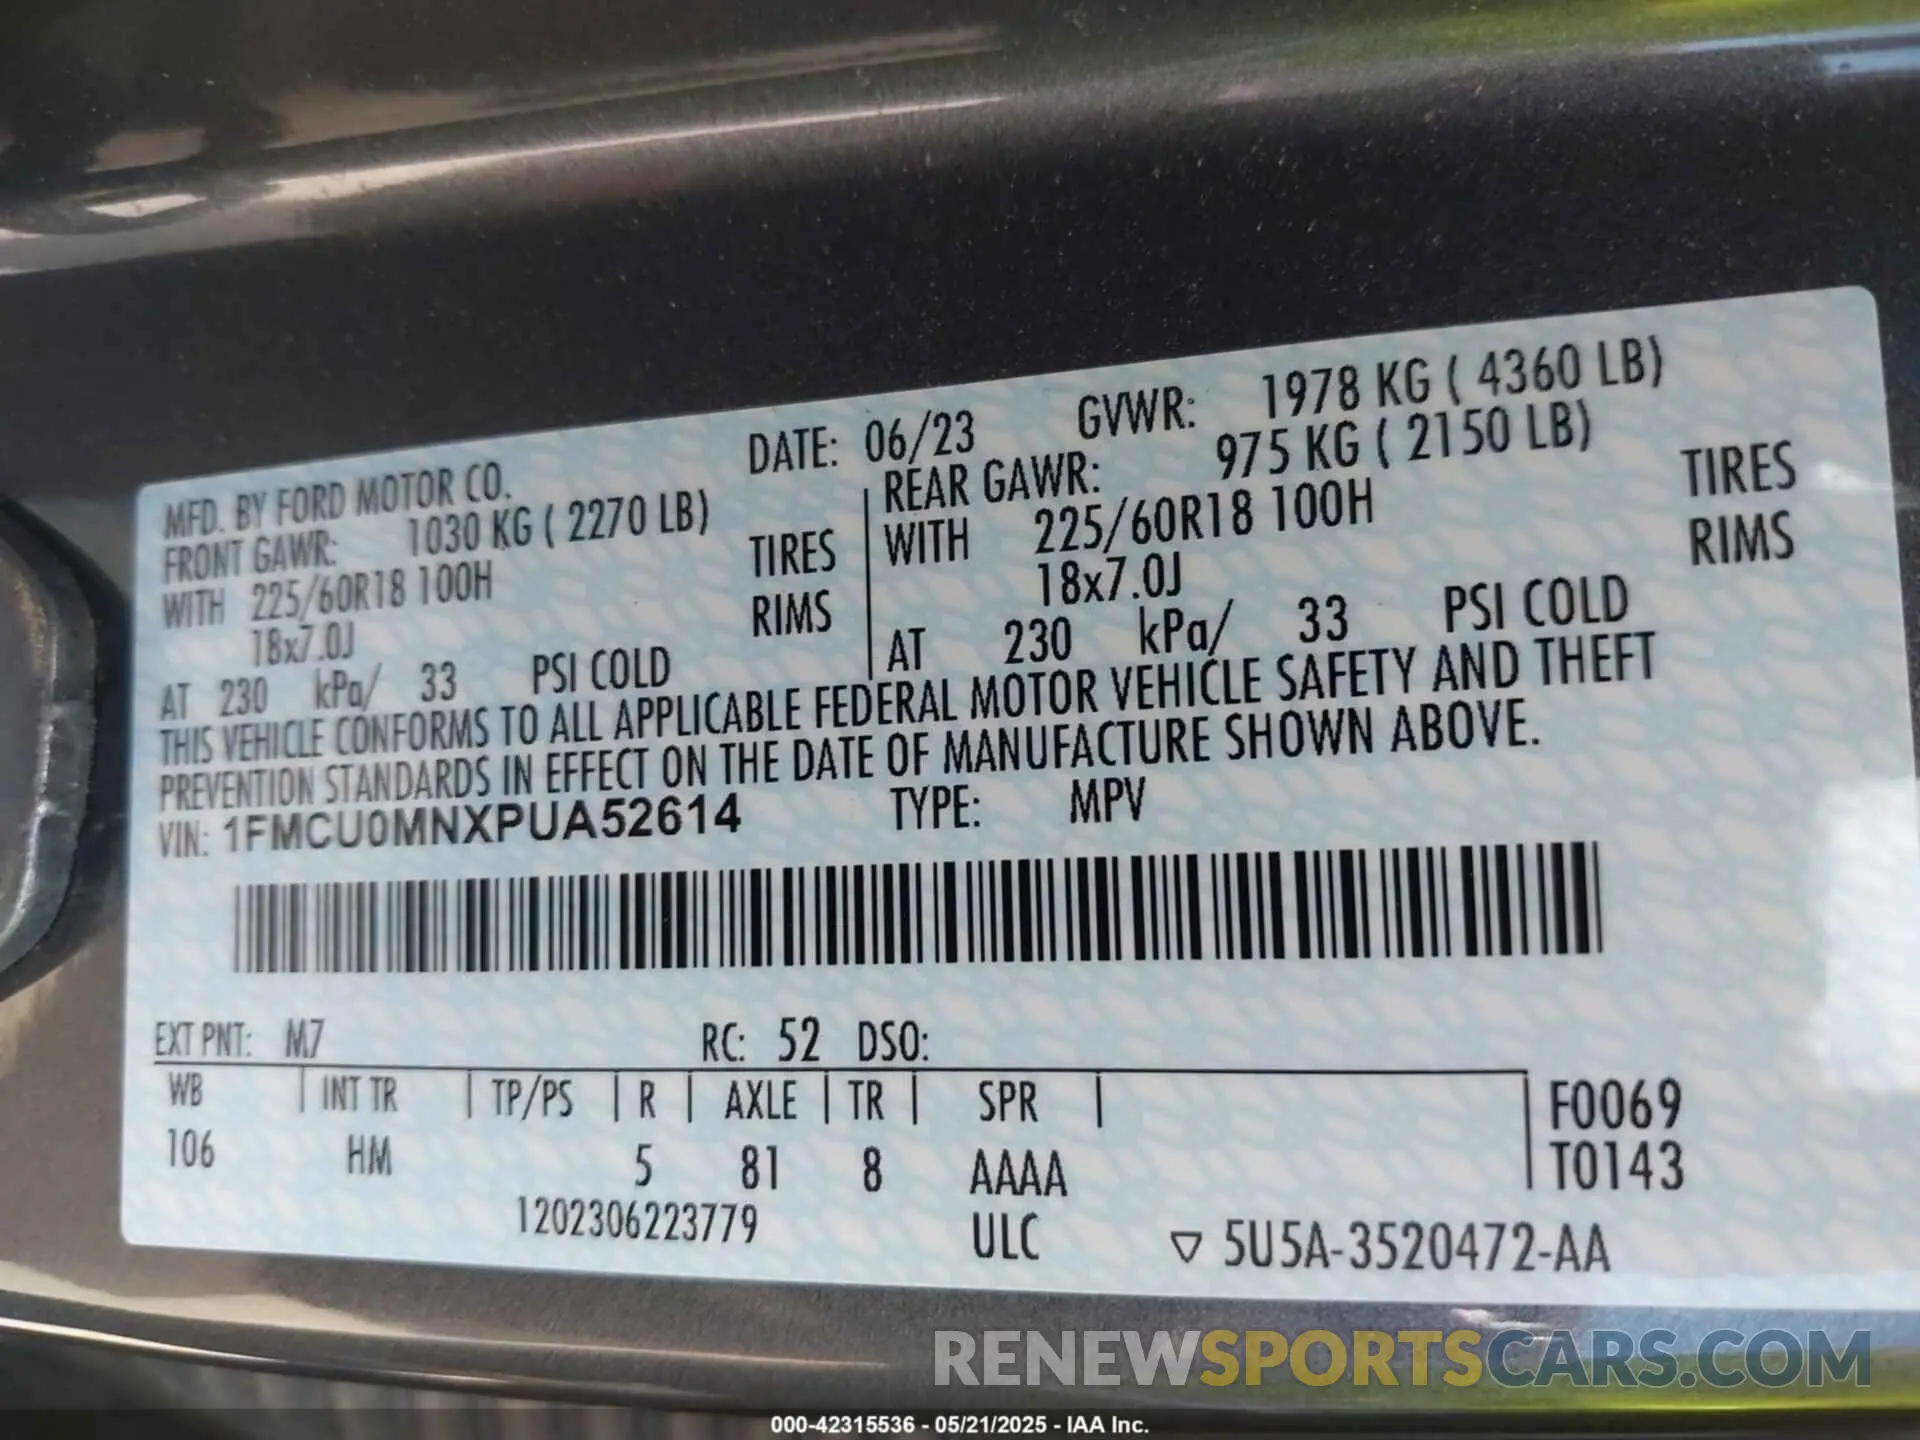 MFD. BY FORD MOTOR CO. DATE: 06/23 GVWR: 1978 KG ( 4360 LB)
FRONT GAWR: 1030 KG ( 2270 LB) REAR GAWR: 975 KG ( 2150 LB)
WITH 225/60R18 100H TIRES WITH 225/60R18 100H TIRES
18x7.0J RIMS 18x7.0J RIMS
AT 230 kPa/ 33 PSI COLD AT 230 kPa/ 33 PSI COLD
THIS VEHICLE CONFORMS TO ALL APPLICABLE FEDERAL MOTOR VEHICLE SAFETY AND THEFT
PREVENTION STANDARDS IN EFFECT ON THE DATE OF MANUFACTURE SHOWN ABOVE.
VIN: 1FMCU0MNXPUA52614 TYPE: MPV
EXT PNT: M7 RC: 52 DSO:
WB INT TR TP/PS R AXLE TR SPR F0069
106 HM 5 81 8 AAAA T0143
1202306223779 ULC ▽ 5U5A-3520472-AA
RENEWSPORTSCARS.COM
000-42315536 - 05/21/2025 - IAA Inc.